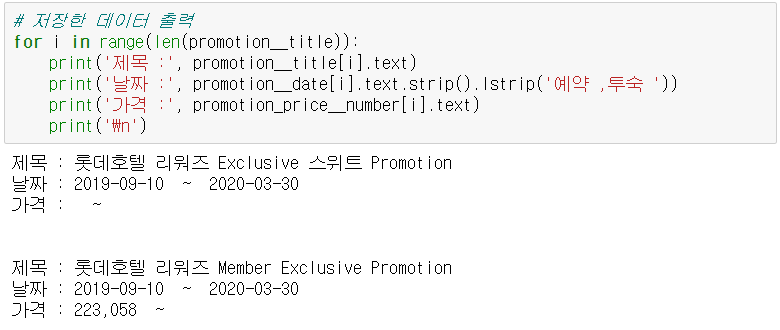 # 저장한 데이터 출력
for i in range(len(promotion__title)):
    print('제목 :', promotion__title[i].text)
    print('날짜 :', promotion__date[i].text.strip().lstrip('예약 ,투숙 '))
    print('가격 :', promotion_price__number[i].text)
    print('₩n')
제목 : 롯데호텔 리워즈 Exclusive 스위트 Promotion
날짜 : 2019-09-10 ~ 2020-03-30
가격 : ~
제목 : 롯데호텔 리워즈 Member Exclusive Promotion
날짜 : 2019-09-10 ~ 2020-03-30
가격 : 223,058 ~